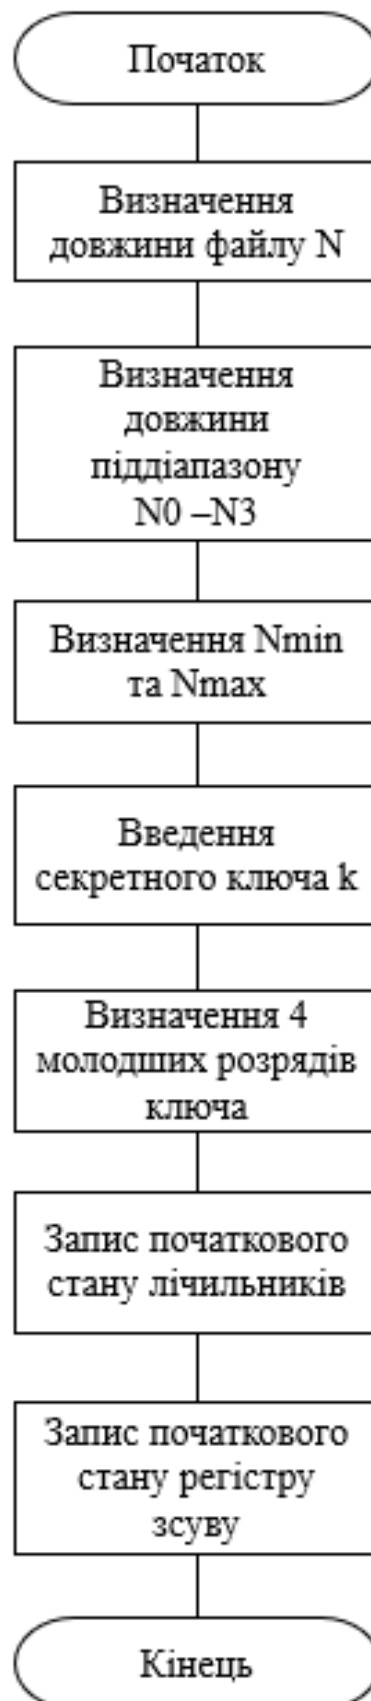 Початок
Визначення
довжини файлу N
Визначення
довжини
піддіапазону
N0 –N3
Визначення Nmin
та Nmax
Введення
секретного ключа k
Визначення 4
молодших розрядів
ключа
Запис початкового
стану лічильників
Запис початкового
стану регістру
зсуву
Кінець